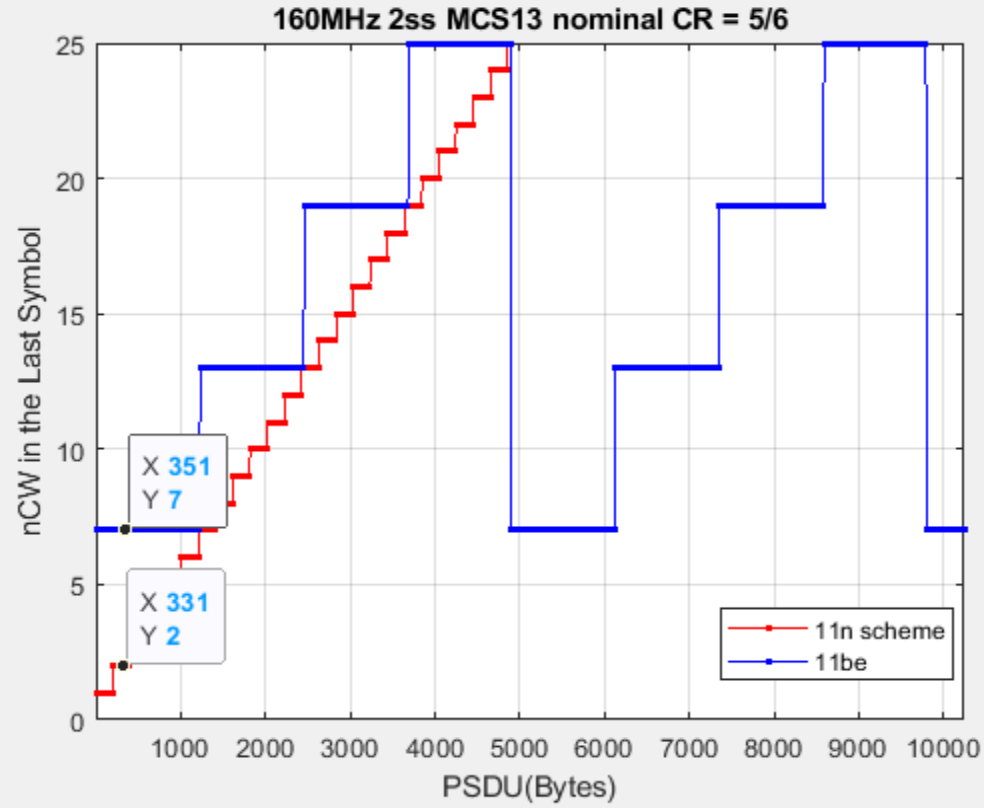 160MHz 2ss MCS13 nominal CR = 5/6
25
20
15
10
5
0
nCW in the Last Symbol
X 351
Y 7
X 331
Y 2
11n scheme
11be
1000 2000 3000 4000 5000 6000 7000 8000 9000 10000
PSDU(Bytes)